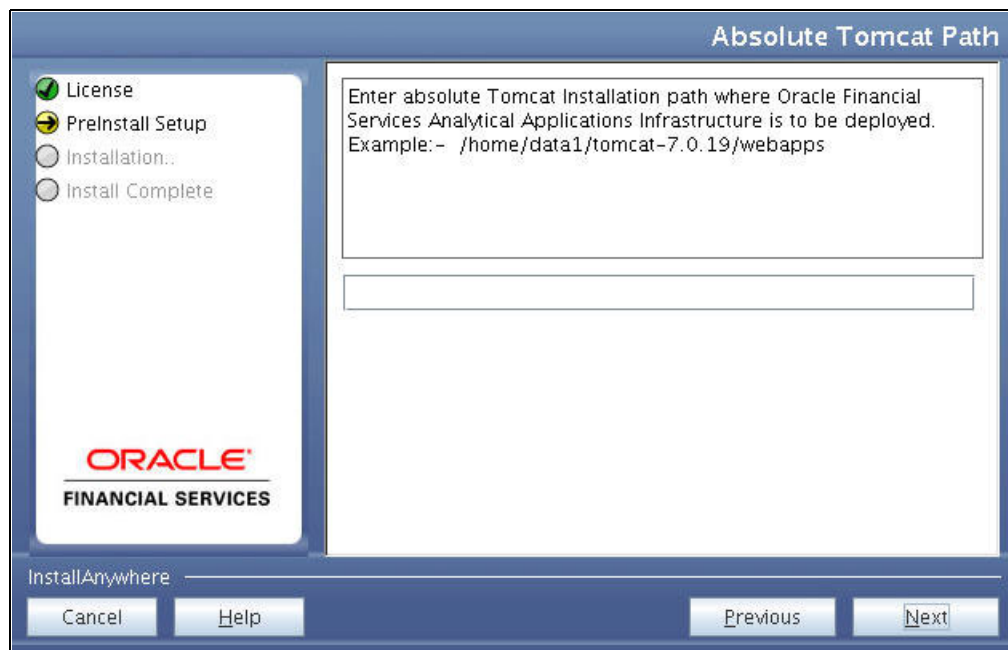 Absolute Tomcat Path
License
PreInstall Setup
Installation..
Install Complete
ORACLE
FINANCIAL SERVICES
Enter absolute Tomcat Installation path where Oracle Financial
Services Analytical Applications Infrastructure is to be deployed.
Example:- /home/data1/tomcat-7.0.19/webapps
InstallAnywhere
Cancel
Help
Previous
Next